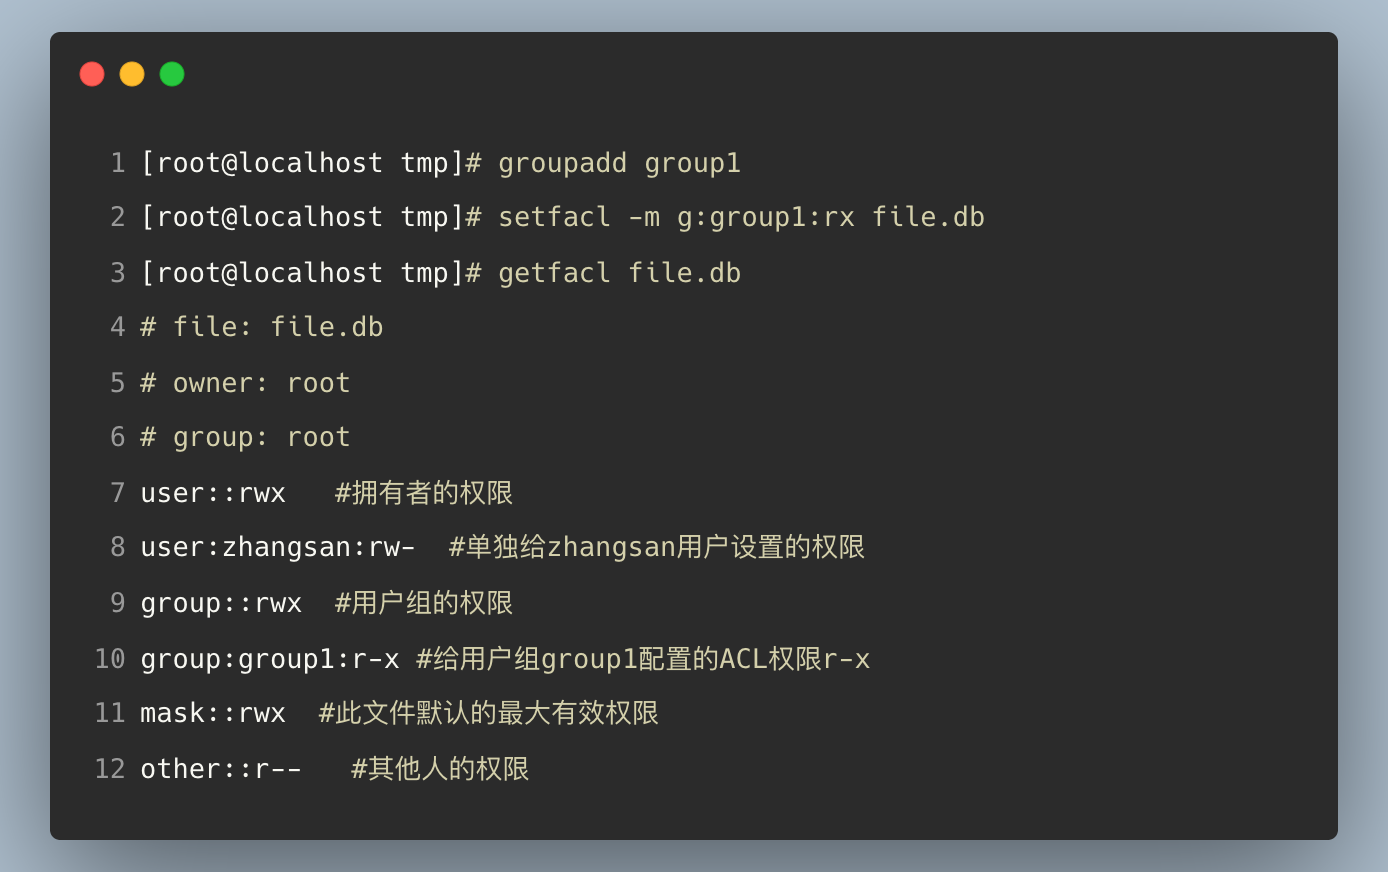 1 [root@localhost tmp]# groupadd group1
2 [root@localhost tmp]# setfacl -m g:group1:rx file.db
3 [root@localhost tmp]# getfacl file.db
4 # file: file.db
5 # owner: root
6 # group: root
7 user::rwx   #拥有者的权限
8 user:zhangsan:rw-  #单独给zhangsan用户设置的权限
9 group::rwx  #用户组的权限
10 group:group1:r-x #给用户组group1配置的ACL权限r-x
11 mask::rwx  #此文件默认的最大有效权限
12 other::r--   #其他人的权限